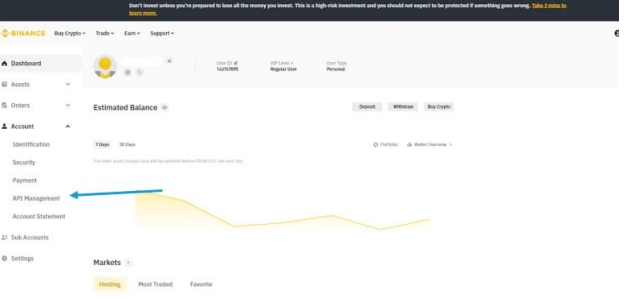 Don't invest unless you're prepared to lose all the money you invest. This is a high-risk investment and you should not expect to be protected if something goes wrong. Take 2 mins to
learn more.
BINANCE Buy Crypto Trade Earn Support
Dashboard
User ID
VIP Level
User Type
Regular User
Personal
Assets
Orders
Estimated Balance
Deposit Withdraw Buy Crypto
Account
Identification
7 Days 30 Days
Portfolio Wallet Overview
Security
Payment
API Management
Account Statement
Sub Accounts
Settings
Markets
Holding Most Traded Favorite